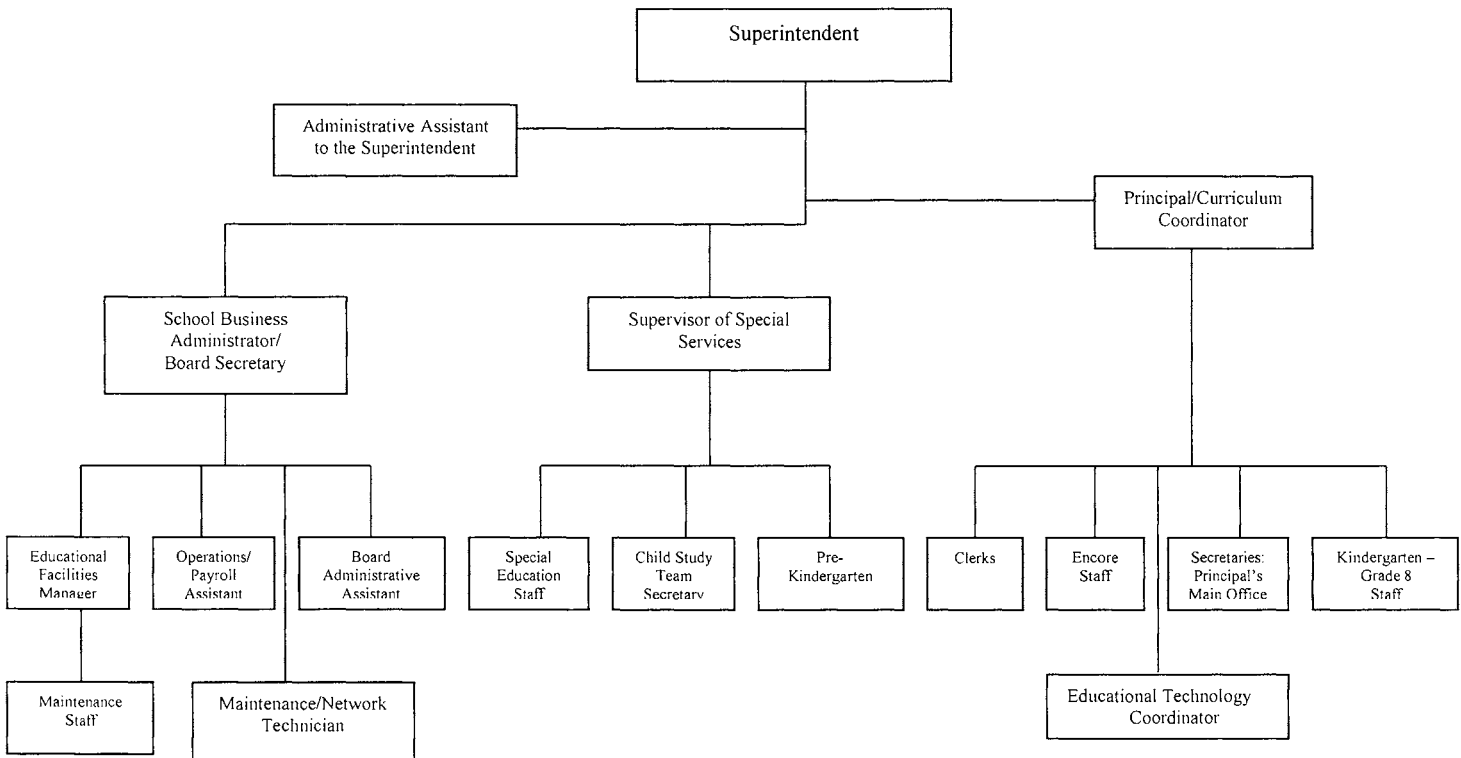 Superintendent
Administrative Assistant
to the Superintendent
Principal/Curriculum
Coordinator
School Business
Administrator/
Board Secretary
Supervisor of Special
Services
Educational
Facilities
Manager
Operations/
Payroll
Assistant
Board
Administrative
Assistant
Special
Education
Staff
Child Study
Team
Secretary
Pre-
Kindergarten
Clerks
Encore
Staff
Secretaries:
Principal's
Main Office
Kindergarten –
Grade 8
Staff
Maintenance
Staff
Maintenance/Network
Technician
Educational Technology
Coordinator